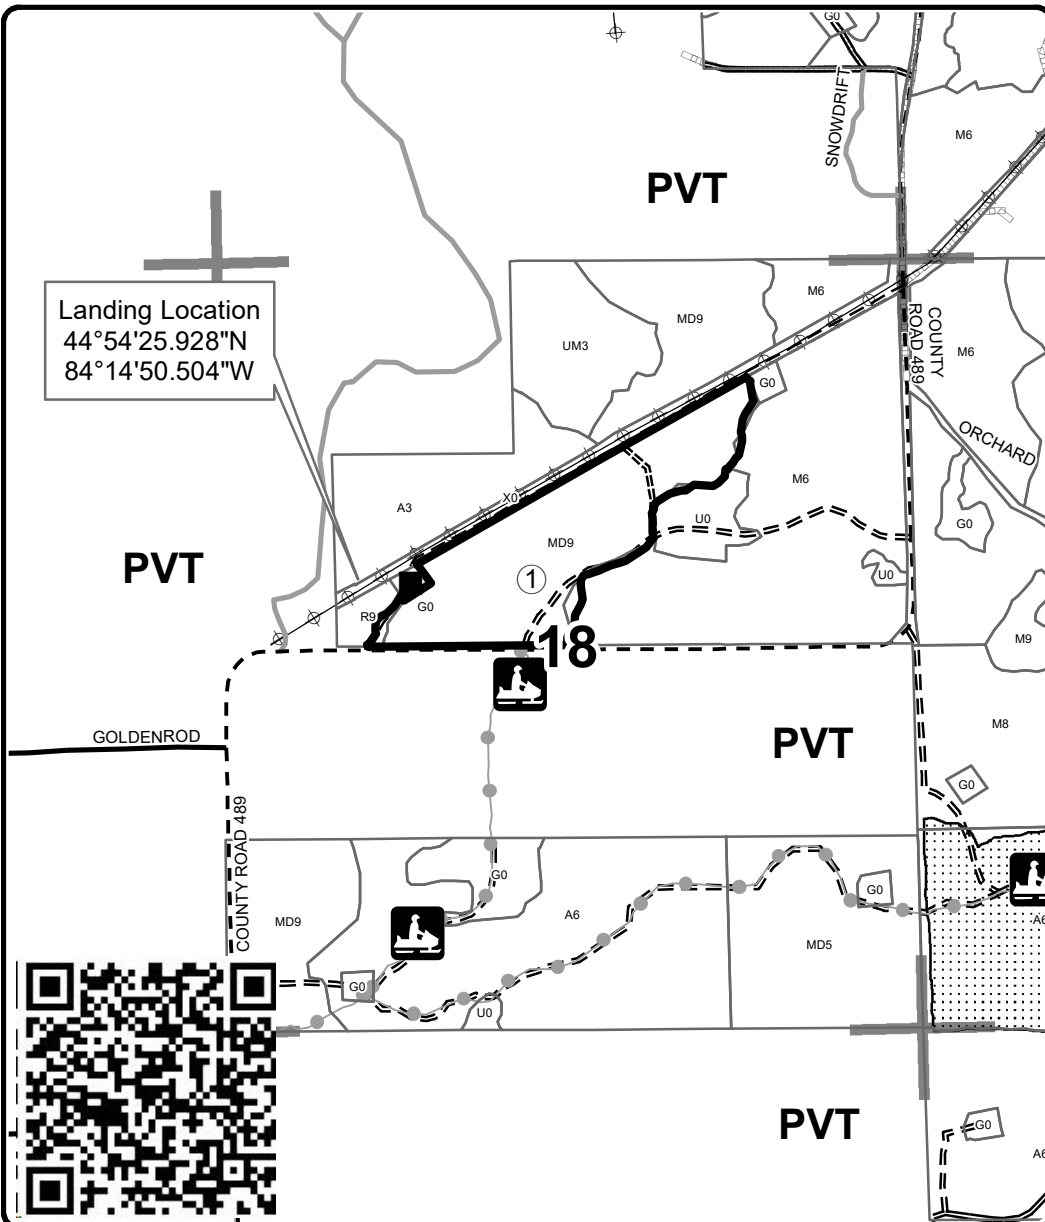 G0
SNOWDRIFT
M6
PVT
Landing Location
44°54'25.928"N
84°14'50.504"W
M6
MD9
UM3
COUNTY
ROAD 489
M6
G0
ORCHARD
A3
X0
M6
U0
G0
PVT
MD9
1
U0
R9
G0
18
M9
GOLDENROD
PVT
M8
G0
COUNTY ROAD 489
G0
G0
MD9
A6
A6
MD5
G0
U0
PVT
G0
A6